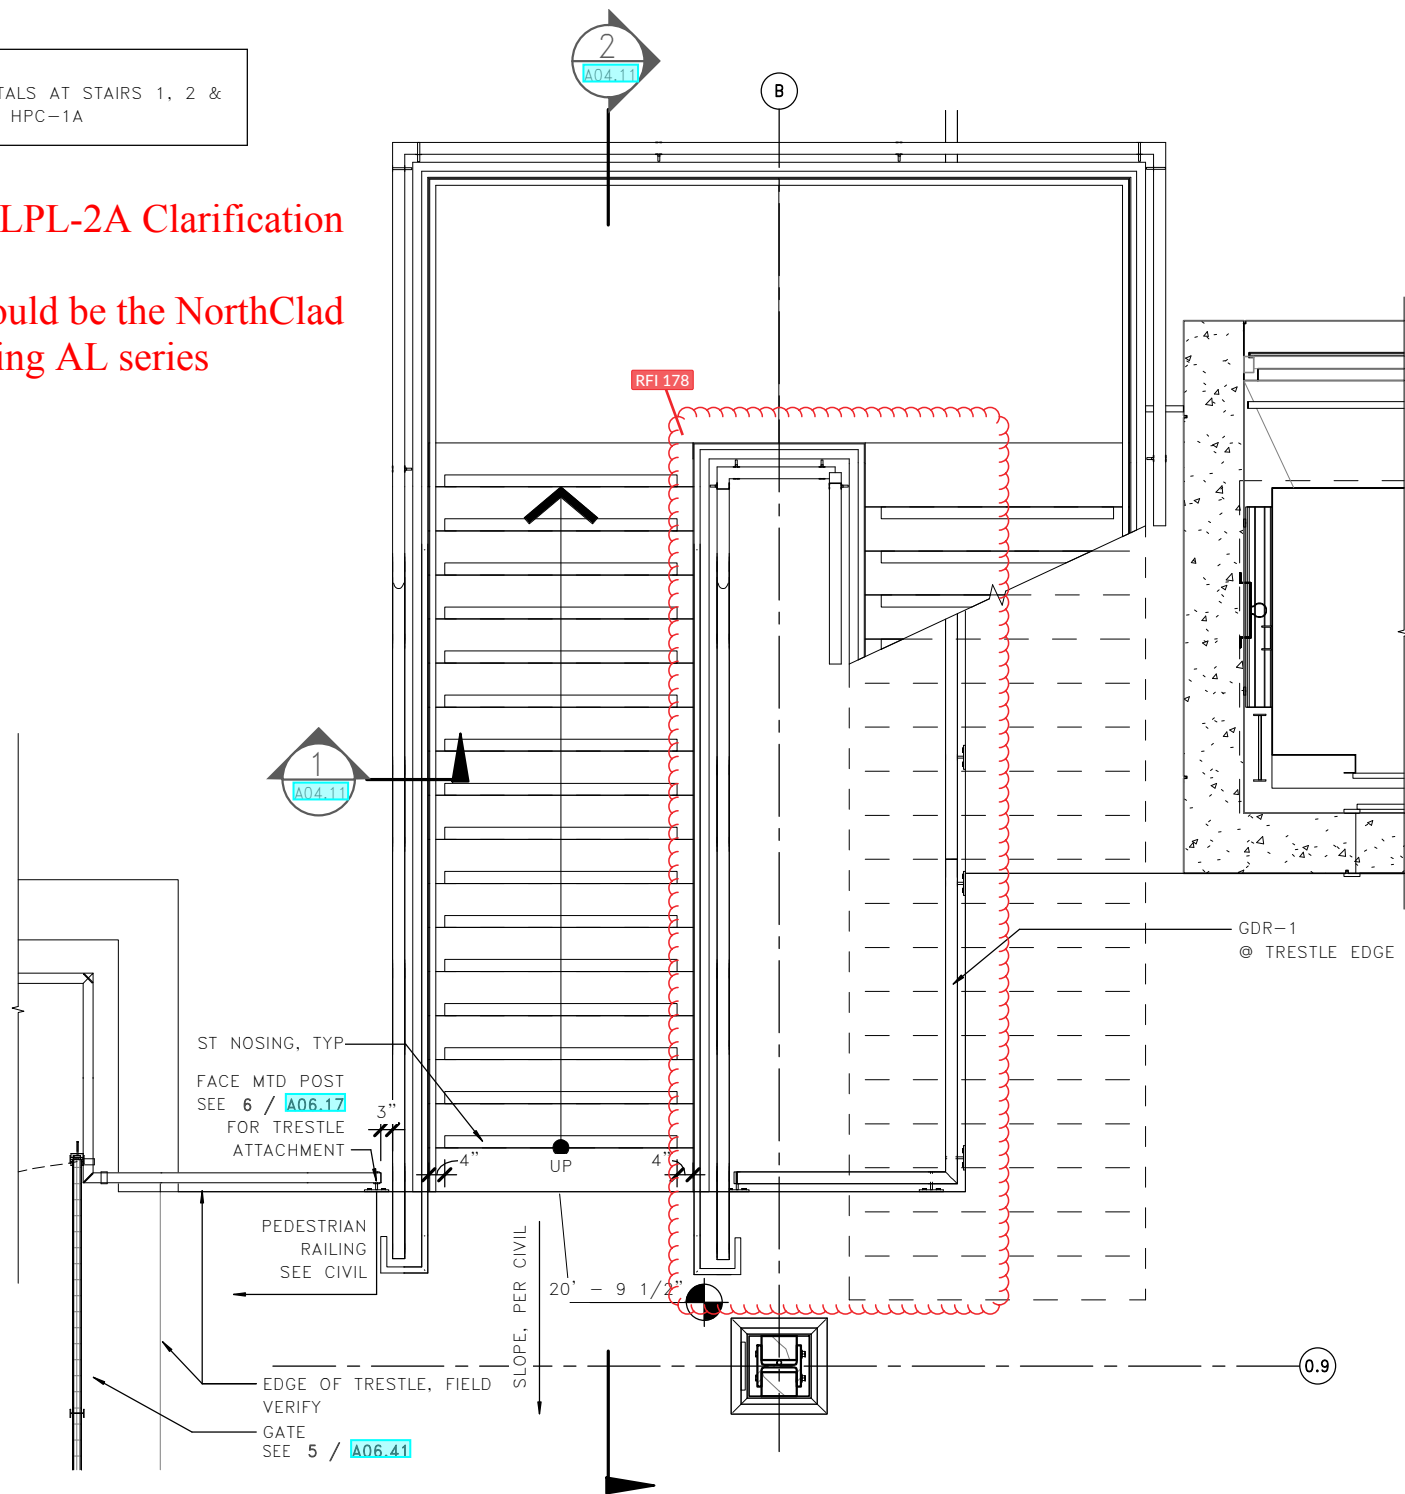 2
A04.11
B
TALS AT STAIRS 1, 2 &
HPC-1A
LPL-2A Clarification
ould be the NorthClad
ing AL series
RFI 178
1
A04.11
GDR-1
@ TRESTLE EDGE
ST NOSING, TYP
FACE MTD POST
SEE 6 / A06.17
FOR TRESTLE
ATTACHMENT
3"
4"
UP
4"
PEDESTRIAN
RAILING
SEE CIVIL
SLOPE, PER CIVIL
20' - 9 1/2"
0.9
EDGE OF TRESTLE, FIELD
VERIFY
GATE
SEE 5 / A06.41